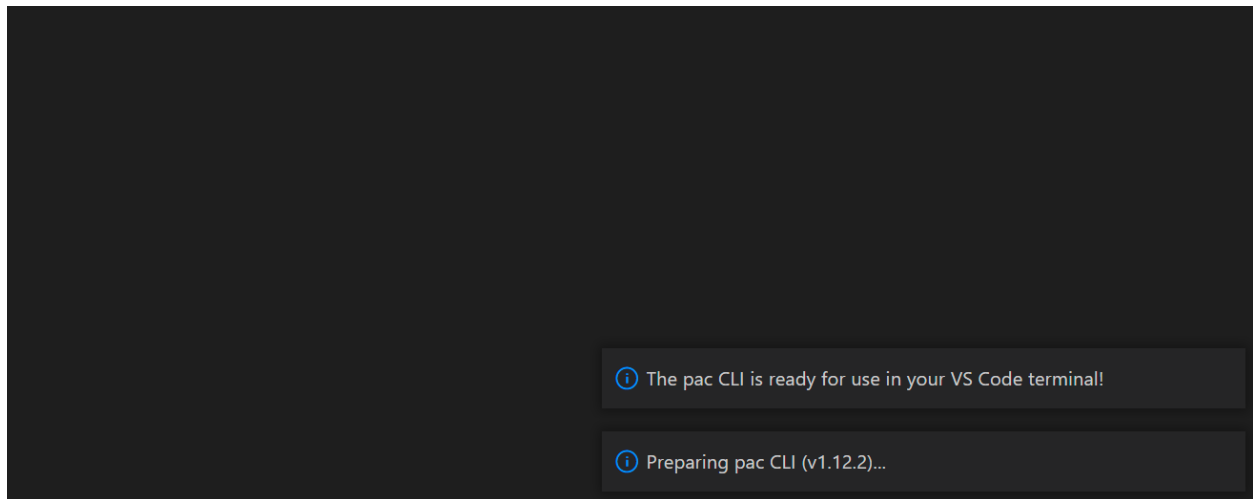 The pac CLI is ready for use in your VS Code terminal!
Preparing pac CLI (v1.12.2)...